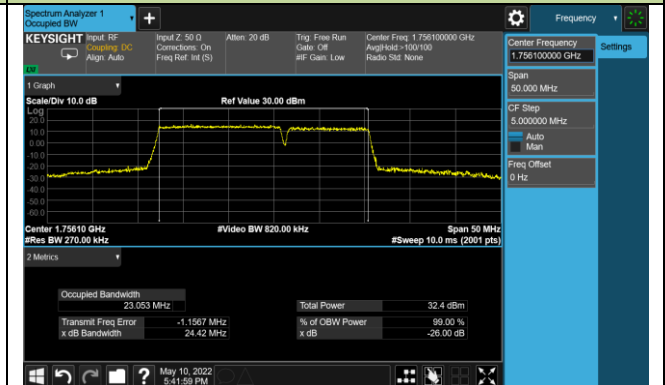 Spectrum Analyzer 1
Occupied BW
+
Frequency
KEYSIGHT
Input: RF
Coupling: DC
Align: Auto
Input Z: 50 Ω
Corrections: On
Freq Ref: Int (S)
Atten: 20 dB
Trig: Free Run
Gate: Off
#IF Gain: Low
Center Freq: 1.756100000 GHz
Avg|Hold:>100/100
Radio Std: None
LV
Center Frequency
1.756100000 GHz
Settings
Span
50.000 MHz
CF Step
5.000000 MHz
Auto
Man
Freq Offset
0 Hz
1 Graph
Scale/Div 10.0 dB
Ref Value 30.00 dBm
Log
20.0
10.0
0.00
-10.0
-20.0
-30.0
-40.0
-50.0
-60.0
Center 1.75610 GHz
#Video BW 820.00 kHz
Span 50 MHz
#Res BW 270.00 kHz
#Sweep 10.0 ms (2001 pts)
2 Metrics
Occupied Bandwidth
23.053 MHz
Total Power
32.4 dBm
Transmit Freq Error
-1.1567 MHz
% of OBW Power
99.00 %
x dB Bandwidth
24.42 MHz
x dB
-26.00 dB
?
May 10, 2022
5:41:59 PM